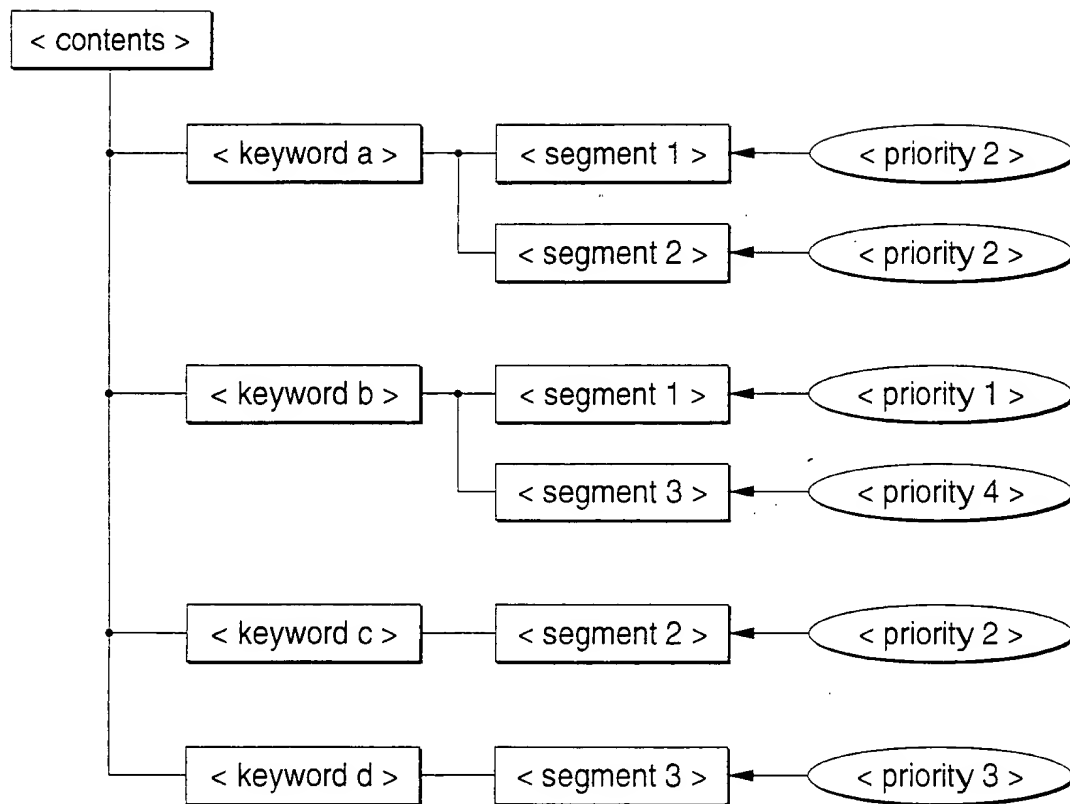 < contents >
< keyword a > < segment 1 > < priority 2 >
< segment 2 > < priority 2 >
< keyword b > < segment 1 > < priority 1 >
< segment 3 > < priority 4 >
< keyword c > < segment 2 > < priority 2 >
< keyword d > < segment 3 > < priority 3 >